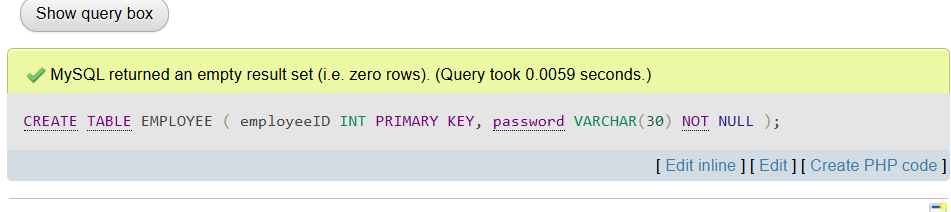 Show query box
MySQL returned an empty result set (i.e. zero rows). (Query took 0.0059 seconds.)
CREATE TABLE EMPLOYEE ( employeeID INT PRIMARY KEY, password VARCHAR(30) NOT NULL );
[ Edit inline ] [ Edit ] [ Create PHP code ]